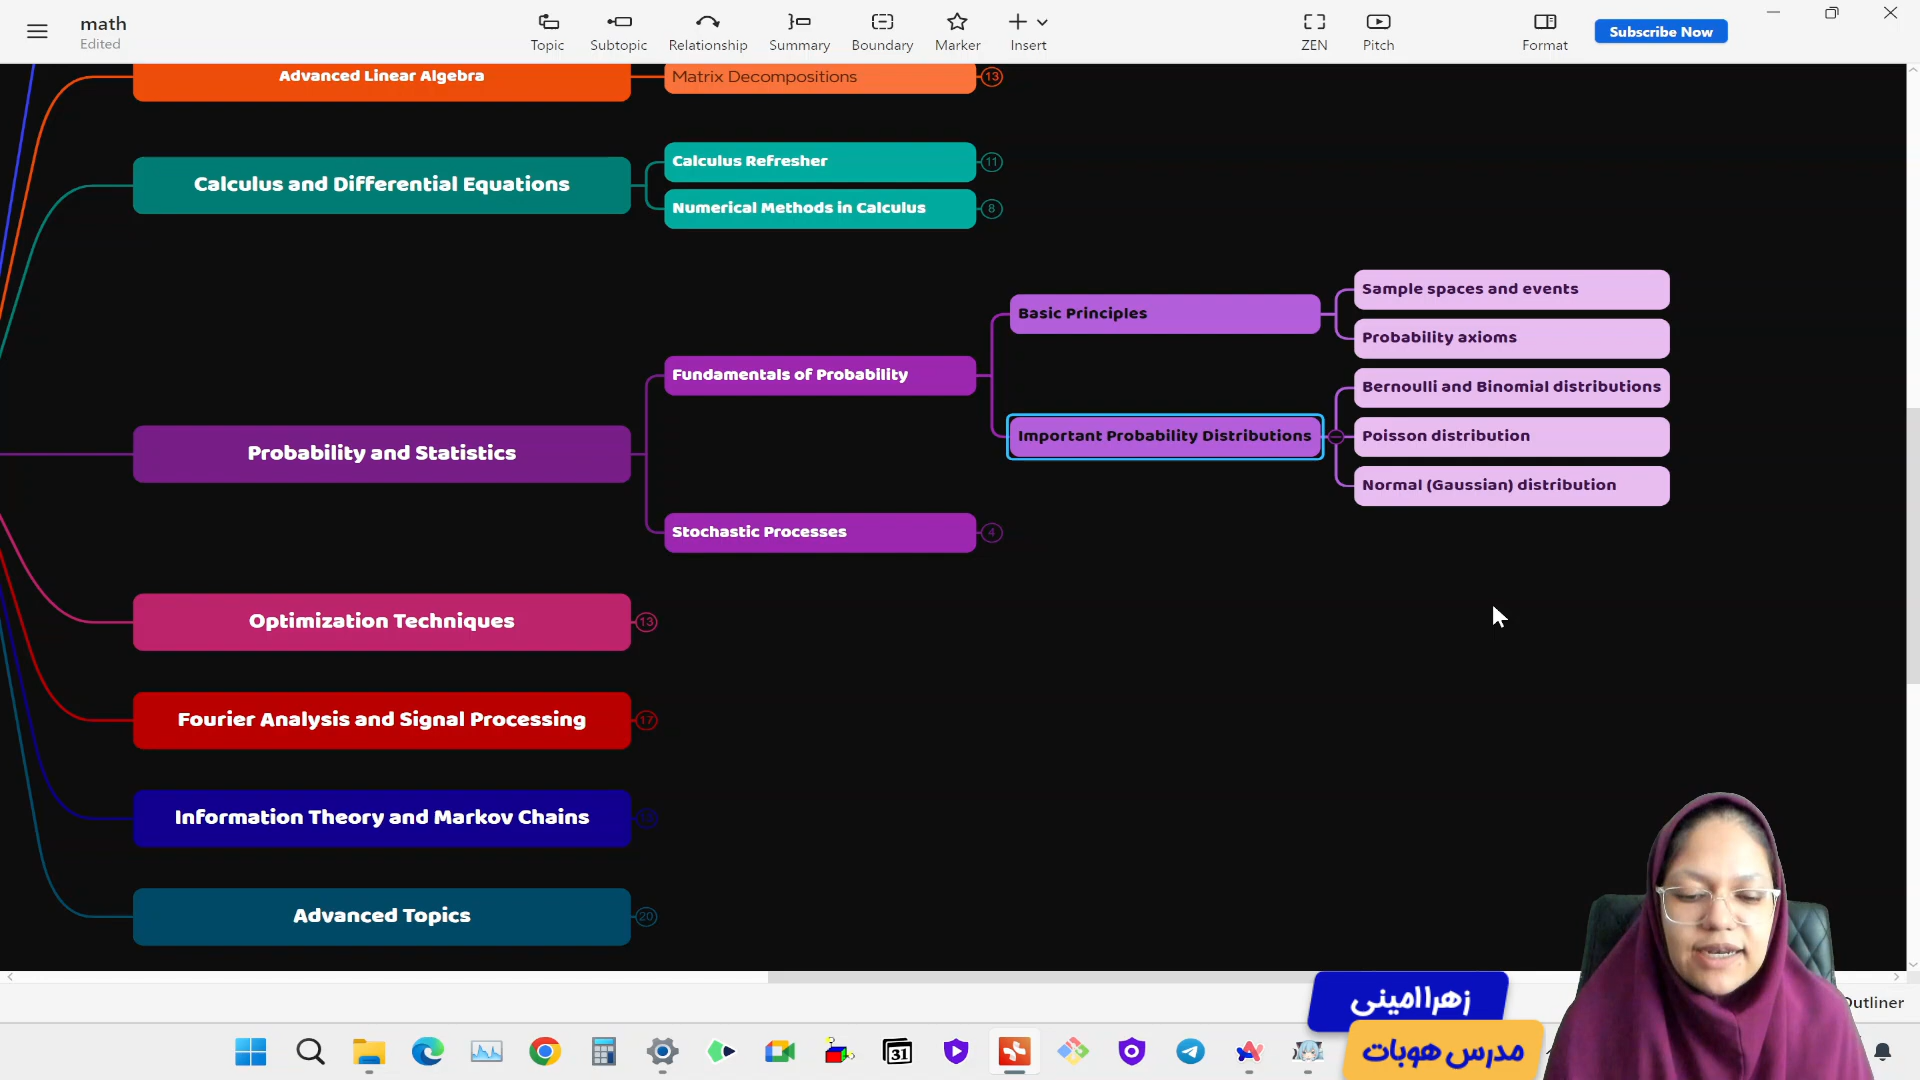 math
Edited
Topic
Subtopic
Relationship
Summary
Boundary
Marker
Insert
ZEN
Pitch
Format
Subscribe Now
Advanced Linear Algebra
Matrix Decompositions
13
Calculus and Differential Equations
Calculus Refresher
11
Numerical Methods in Calculus
8
Probability and Statistics
Fundamentals of Probability
Basic Principles
Sample spaces and events
Probability axioms
Important Probability Distributions
Bernoulli and Binomial distributions
Poisson distribution
Normal (Gaussian) distribution
Stochastic Processes
4
Optimization Techniques
13
Fourier Analysis and Signal Processing
17
Information Theory and Markov Chains
Advanced Topics
20
Outliner
زهرا امینی
مدرس هوبات
31